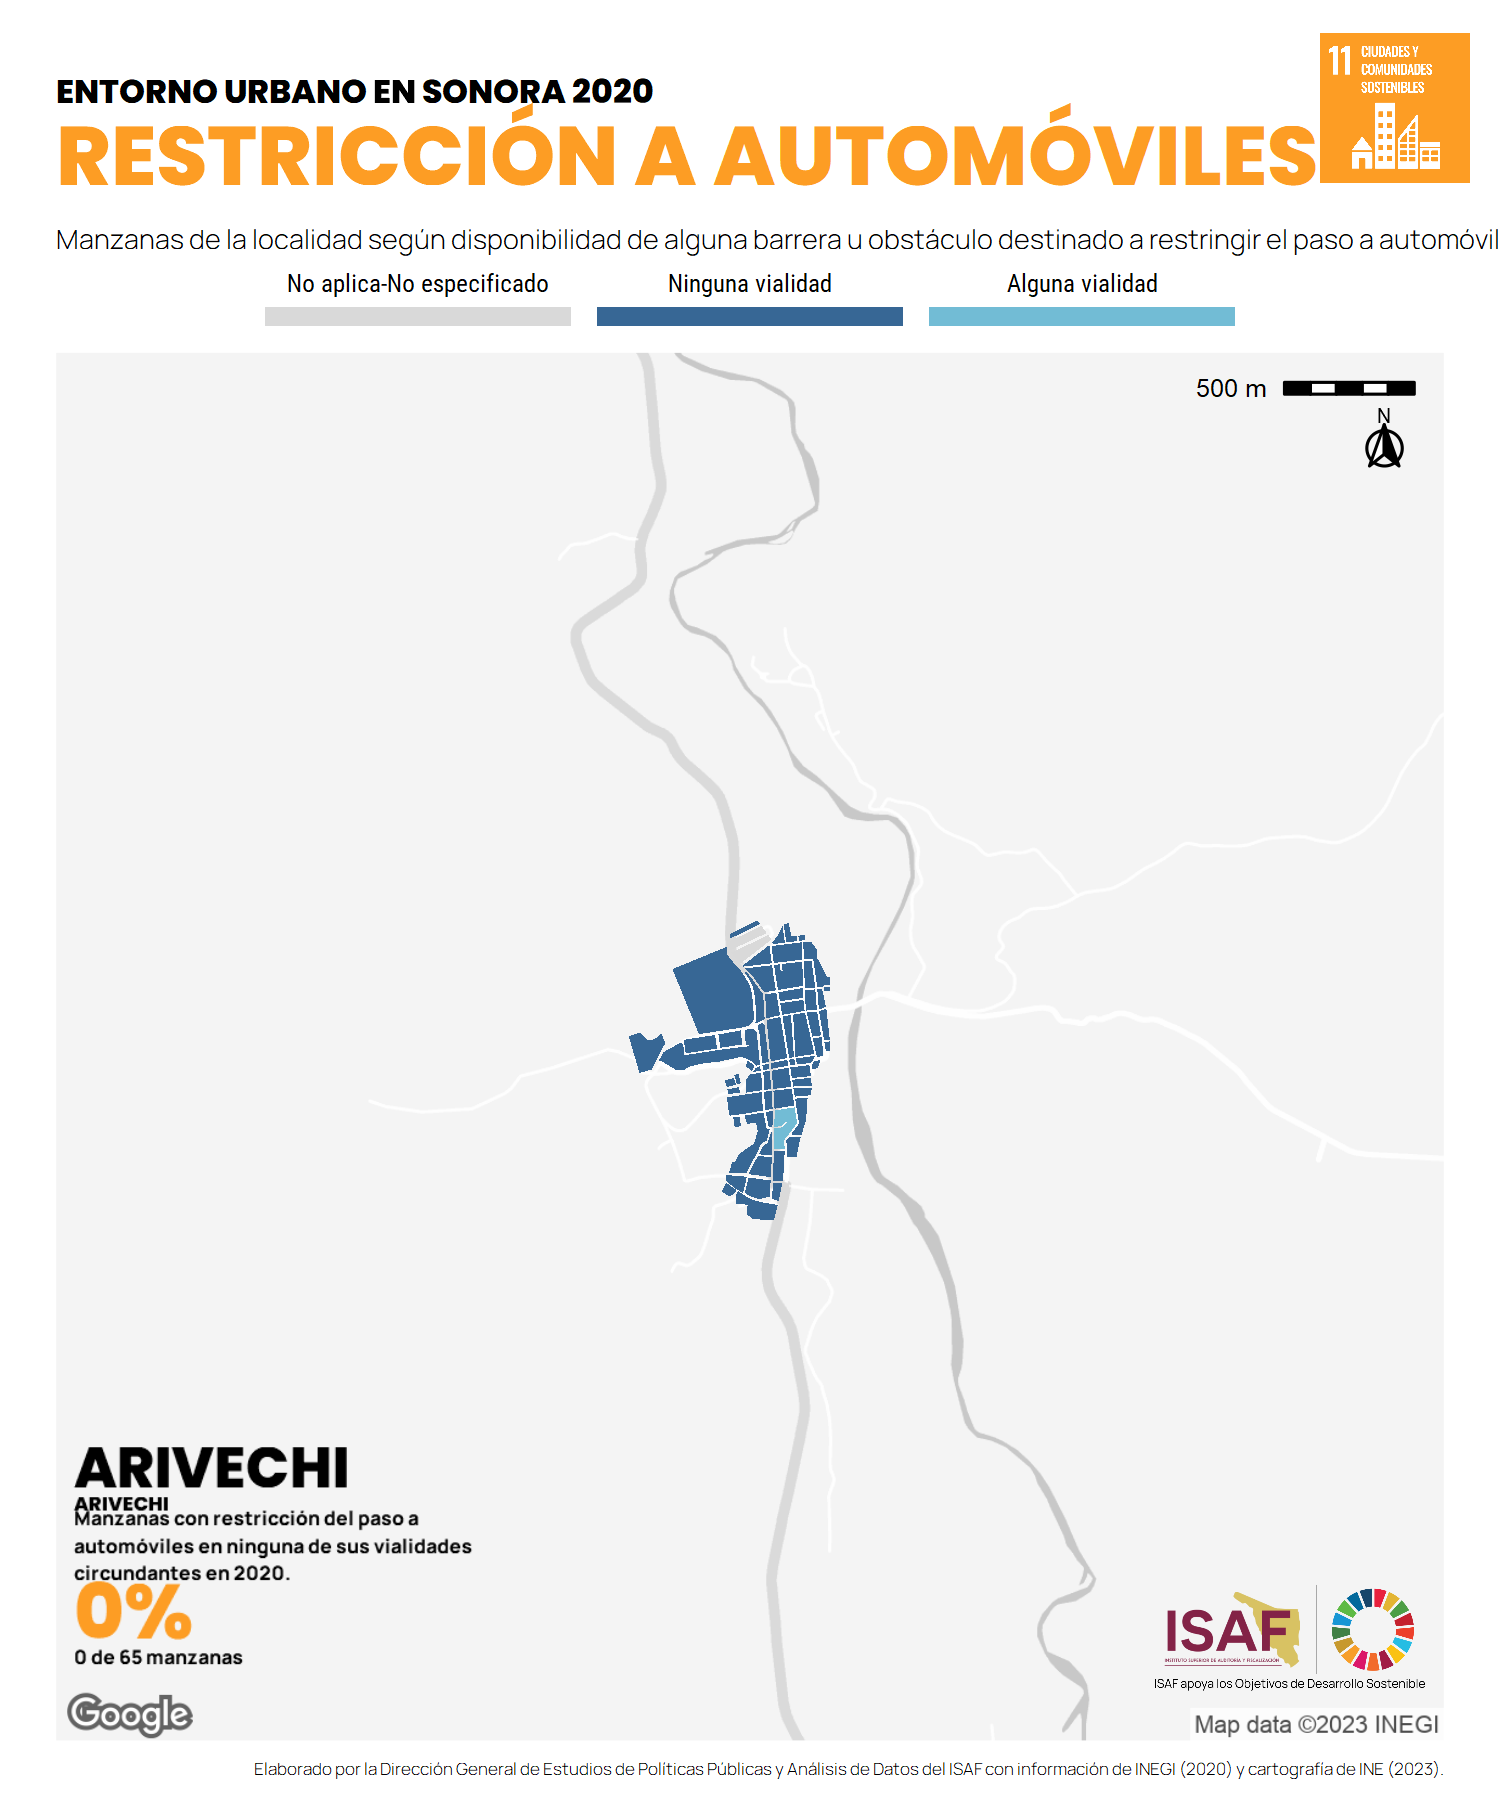 ENTORNO URBANO EN SONORA 2020
RESTRICCIÓN A AUTOMÓVILES
11 CIUDADES Y
COMUNIDADES
SOSTENIBLES
Manzanas de la localidad según disponibilidad de alguna barrera u obstáculo destinado a restringir el paso a automóvil
No aplica-No especificado
Ninguna vialidad
Alguna vialidad
500 m
N
ARIVECHI
ARIVECHI
Manzanas con restricción del paso a
automóviles en ninguna de sus vialidades
circundantes en 2020.
0%
0 de 65 manzanas
Google
ISAF
INSTITUTO SUPERIOR DE AUDITORÍA Y FISCALIZACIÓN
ISAF apoya los Objetivos de Desarrollo Sostenible
Map data ©2023 INEGI
Elaborado por la Dirección General de Estudios de Políticas Públicas y Análisis de Datos del ISAF con información de INEGI (2020) y cartografía de INE (2023).